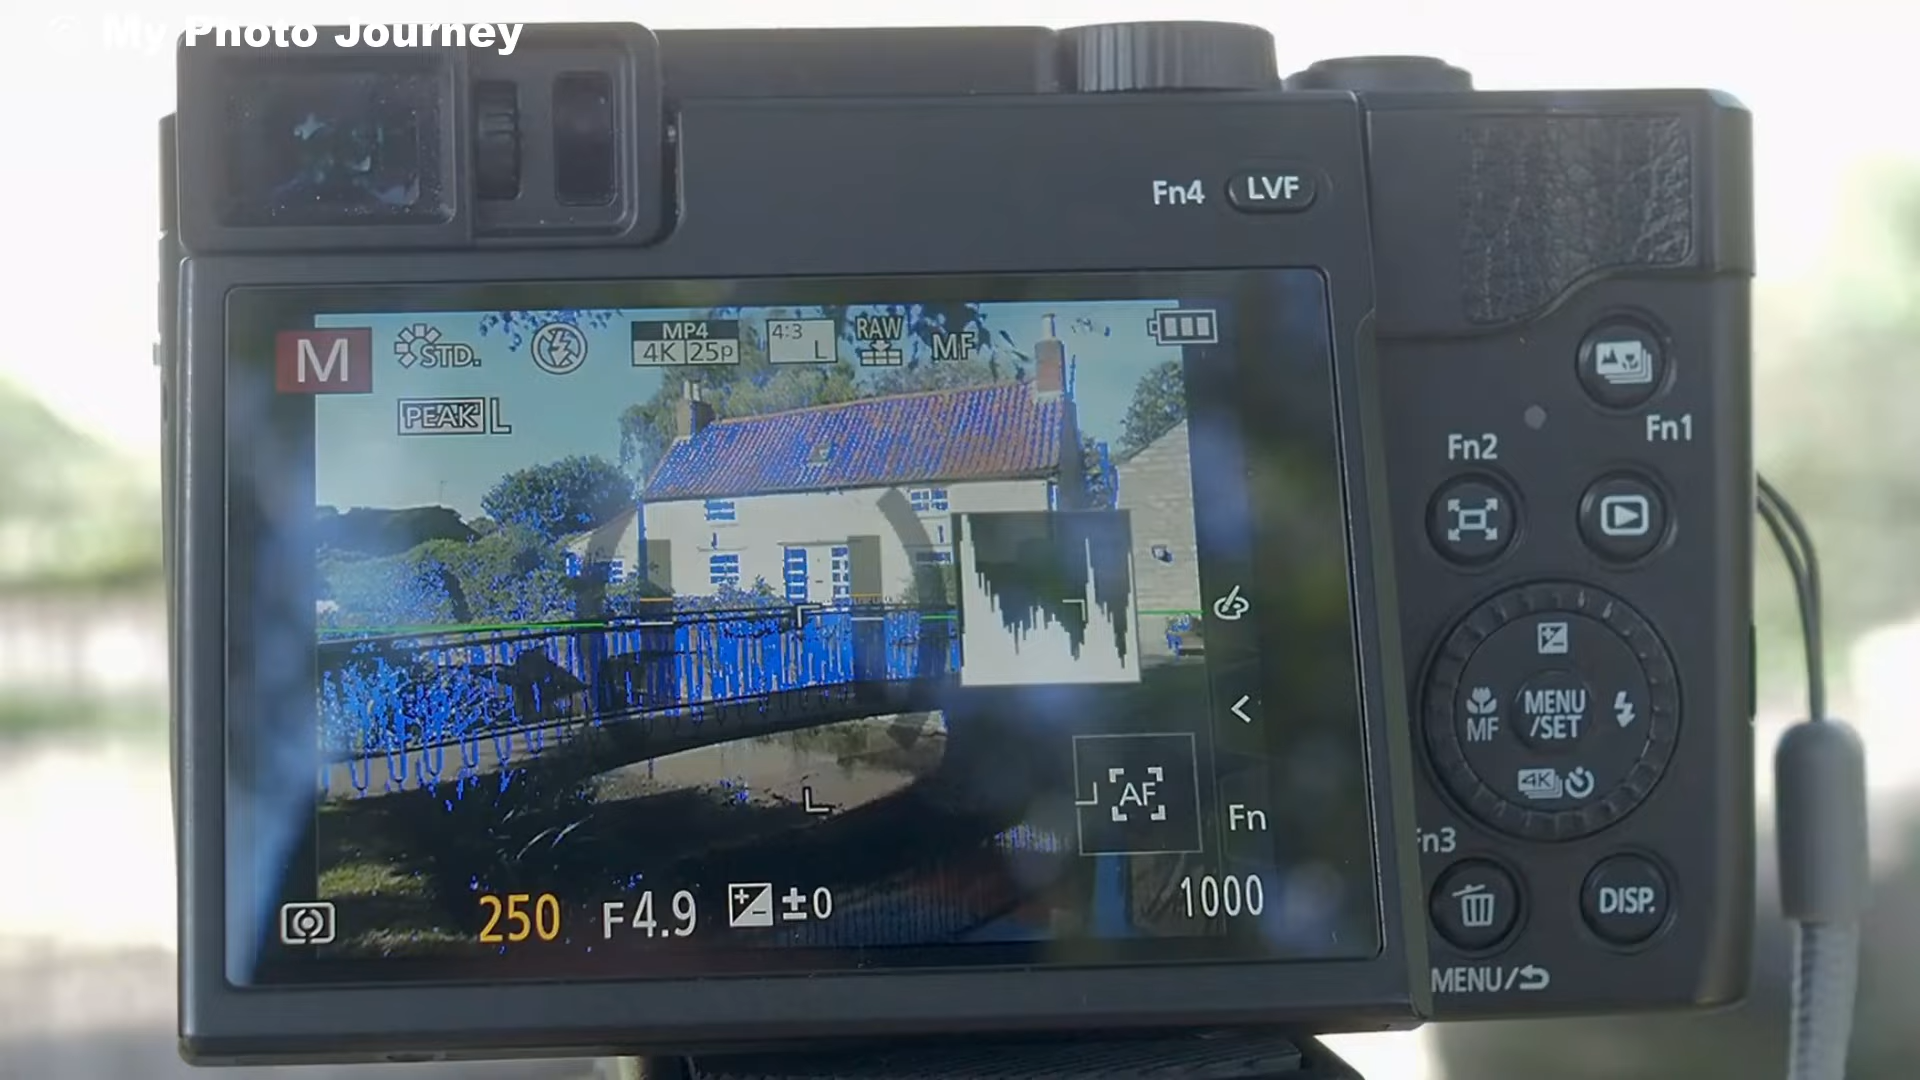 My Photo Journey
Fn4 LVF
M STD. MP4 4K 25p 4:3 L RAW MF
PEAK L
Fn1
Fn2
MENU /SET
MF
4K
AF
Fn
Fn3
250 F4.9 ±0 1000
DISP.
MENU/